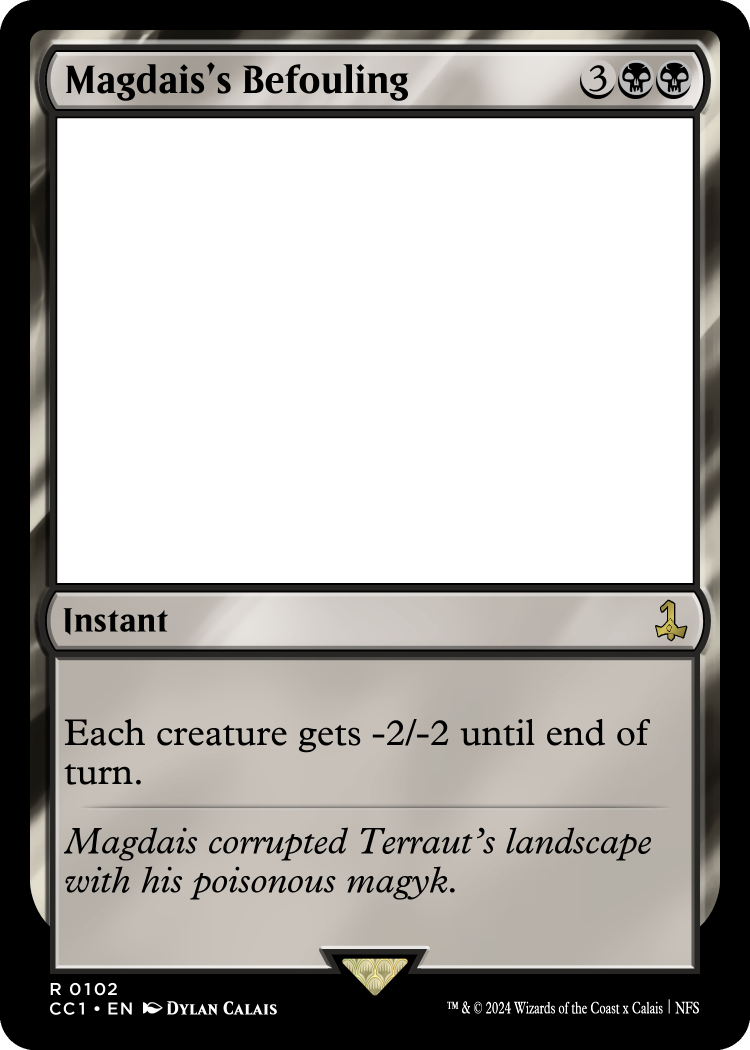 Magdais's Befouling 3
Instant
Each creature gets -2/-2 until end of
turn.
Magdais corrupted Terraut's landscape
with his poisonous magyk.
R 0102
CC1 • EN DYLAN CALAIS
™ & © 2024 Wizards of the Coast x Calais | NFS